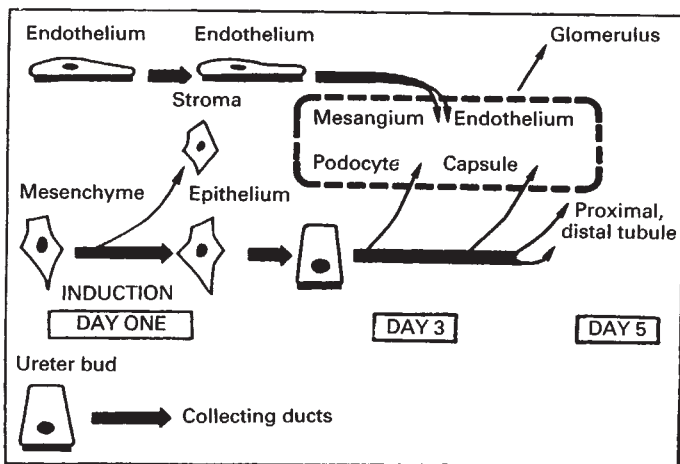 Endothelium
Endothelium
Glomerulus
Stroma
Mesangium
Endothelium
Podocyte
Capsule
Mesenchyme
Epithelium
Proximal,
distal tubule
INDUCTION
DAY ONE
DAY 3
DAY 5
Ureter bud
Collecting ducts